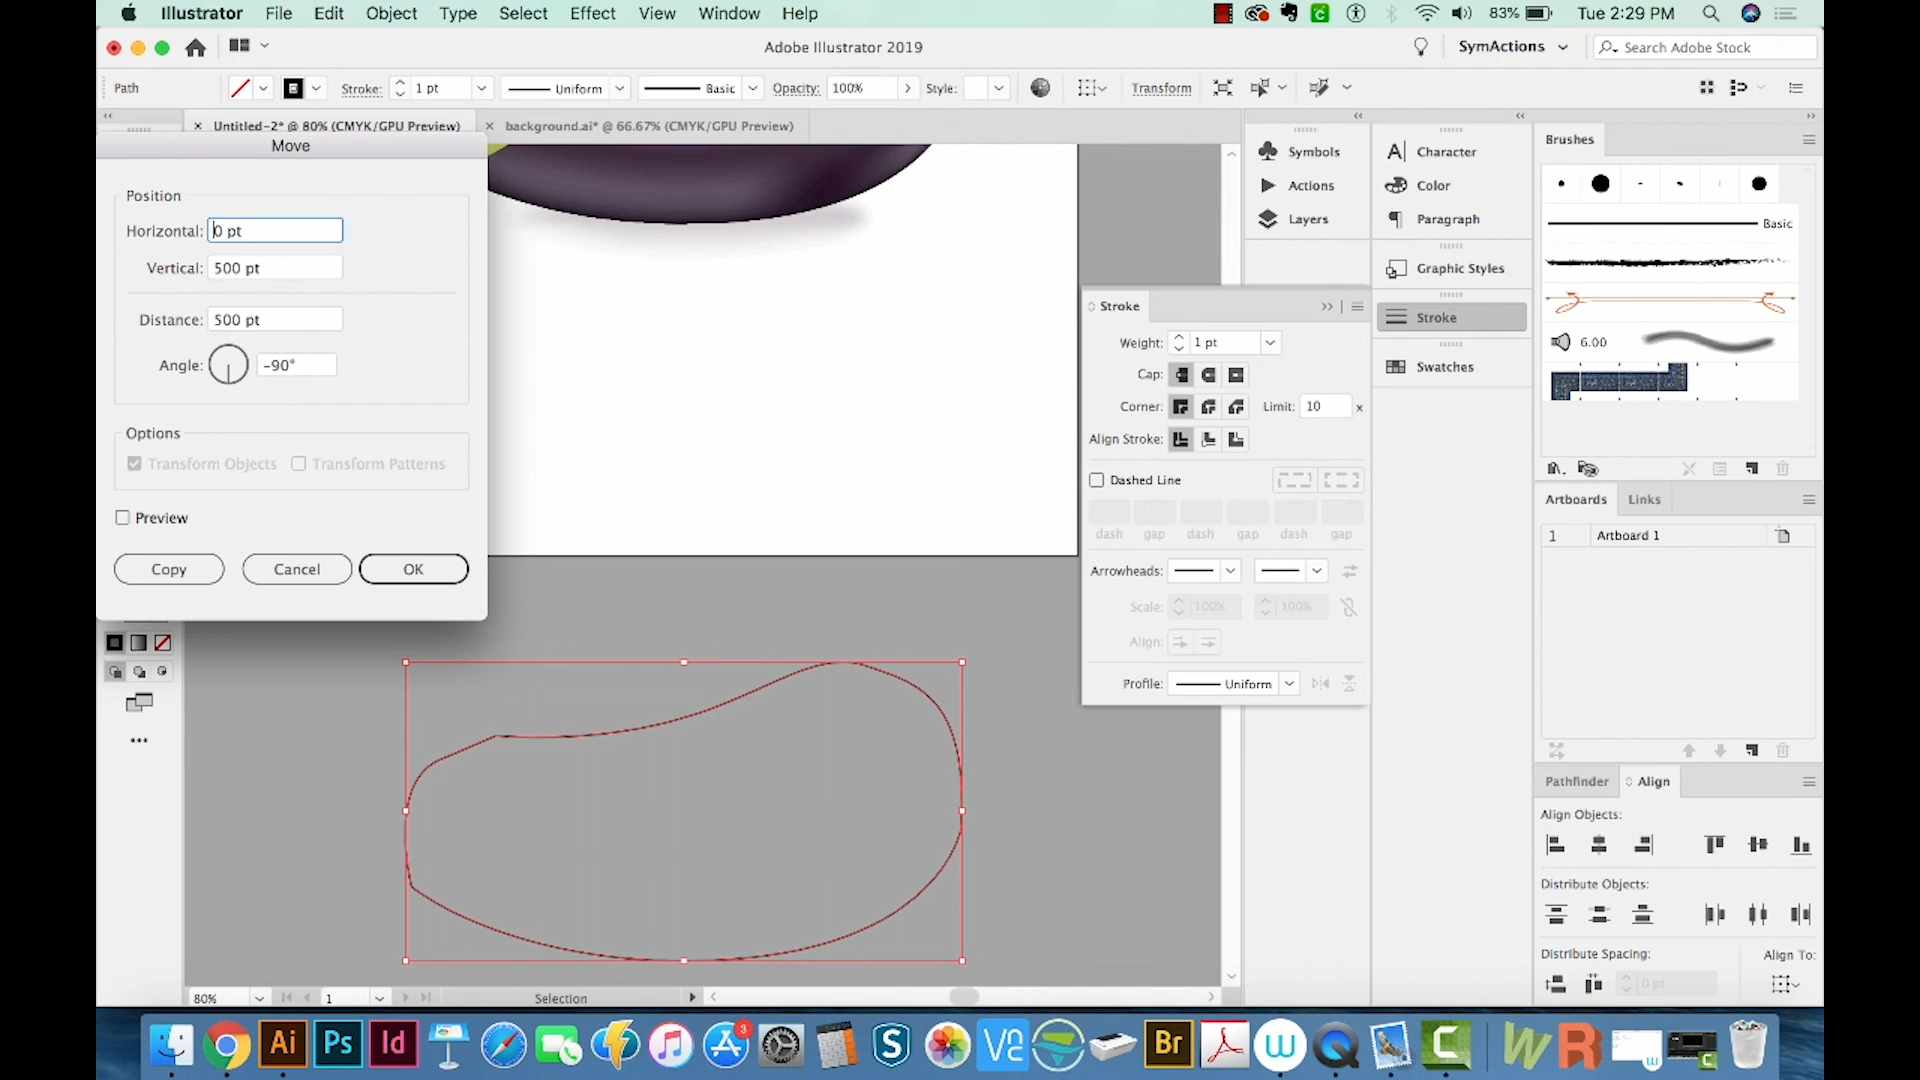 Illustrator File Edit Object Type Select Effect View Window Help 83% Tue 2:29 PM
Adobe Illustrator 2019 SymActions Search Adobe Stock
Path Stroke: 1 pt Uniform Basic Opacity: 100% Style: Transform
Untitled-2* @ 80% (CMYK/GPU Preview) background.ai* @ 66.67% (CMYK/GPU Preview)
Move
Position
Horizontal: 0 pt
Vertical: 500 pt
Distance: 500 pt
Angle: -90°
Options
Transform Objects Transform Patterns
Preview
Copy Cancel OK
Symbols
Actions
Layers
Character
Color
Paragraph
Graphic Styles
Stroke
Swatches
Stroke
Weight: 1 pt
Cap:
Corner: Limit: 10 x
Align Stroke:
Dashed Line
dash gap dash gap dash gap
Arrowheads:
Scale: 100% 100%
Align:
Profile: Uniform
Brushes
Basic
6.00
Artboards Links
1 Artboard 1
Pathfinder Align
Align Objects:
Distribute Objects:
Distribute Spacing: Align To:
0 pt
80% 1 Selection
Ai Ps Id 3 S Br